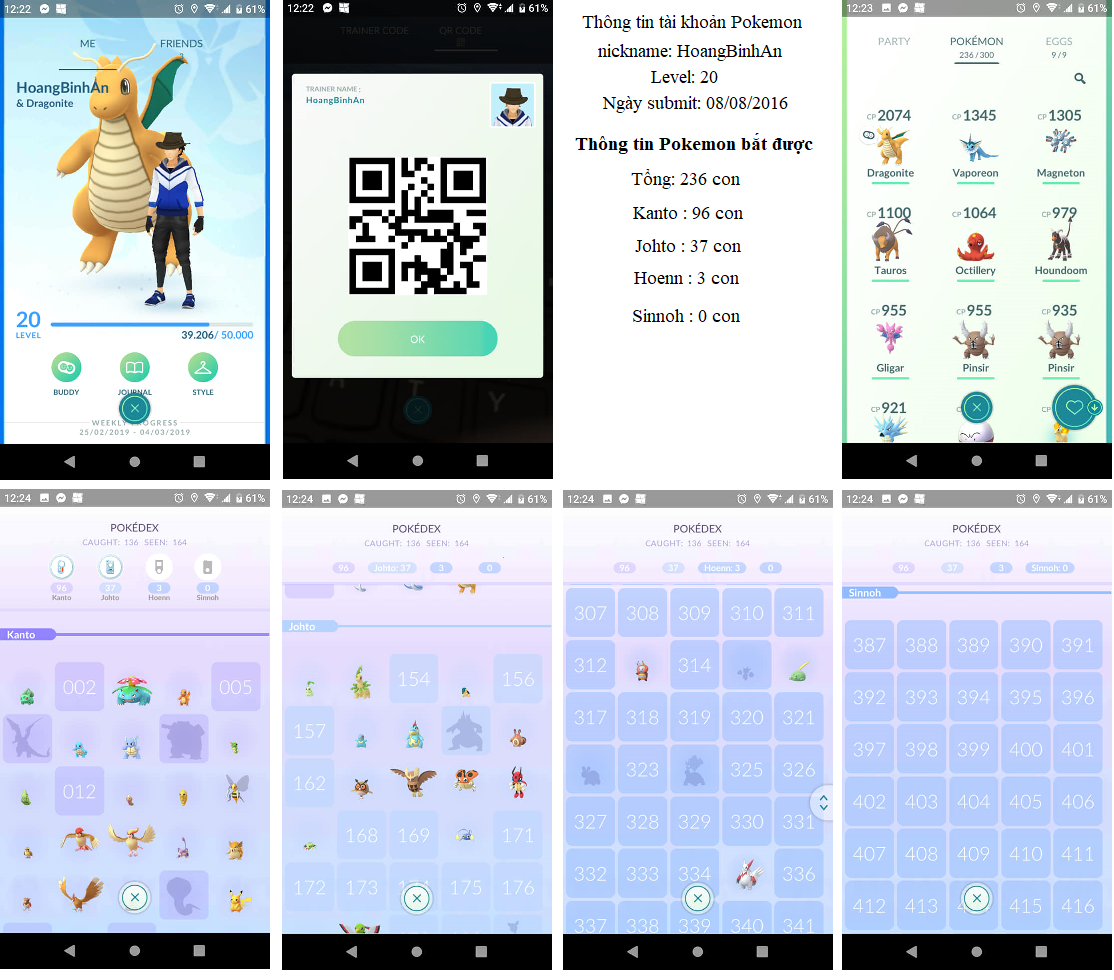 12:22
61%
ME
FRIENDS
HoangBinhAn
& Dragonite
20
LEVEL
39.206/ 50.000
BUDDY
JOURNAL
STYLE
WEEKLY PROGRESS
25/02/2019 - 04/03/2019
12:22
61%
TRAINER CODE
QR CODE
TRAINER NAME :
HoangBinhAn
OK
R
T
Y
Thông tin tài khoản Pokemon
nickname: HoangBinhAn
Level: 20
Ngày submit: 08/08/2016
Thông tin Pokemon bắt được
Tổng: 236 con
Kanto : 96 con
Johto : 37 con
Hoenn : 3 con
Sinnoh : 0 con
12:23
61%
PARTY
POKÉMON
EGGS
236 / 300
9 / 9
CP 2074
CP 1345
CP 1305
Dragonite
Vaporeon
Magneton
CP 1100
CP 1064
CP 979
Tauros
Octillery
Houndoom
CP 955
CP 955
CP 935
Gligar
Pinsir
Pinsir
CP 921
12:24
61%
POKÉDEX
CAUGHT: 136 SEEN: 164
96
37
3
0
Kanto
Johto
Hoenn
Sinnoh
Kanto
002
005
012
12:24
61%
POKÉDEX
CAUGHT: 136 SEEN: 164
96
Johto: 37
3
0
Johto
154
156
157
162
168
169
171
172
173
174
175
176
12:24
61%
POKÉDEX
CAUGHT: 136 SEEN: 164
96
37
Hoenn: 3
0
307
308
309
310
311
312
314
317
318
319
320
321
323
325
326
327
328
329
330
331
332
333
334
336
337
339
340
341
12:24
61%
POKÉDEX
CAUGHT: 136 SEEN: 164
96
37
3
Sinnoh: 0
Sinnoh
387
388
389
390
391
392
393
394
395
396
397
398
399
400
401
402
403
404
405
406
407
408
409
410
411
412
413
415
416